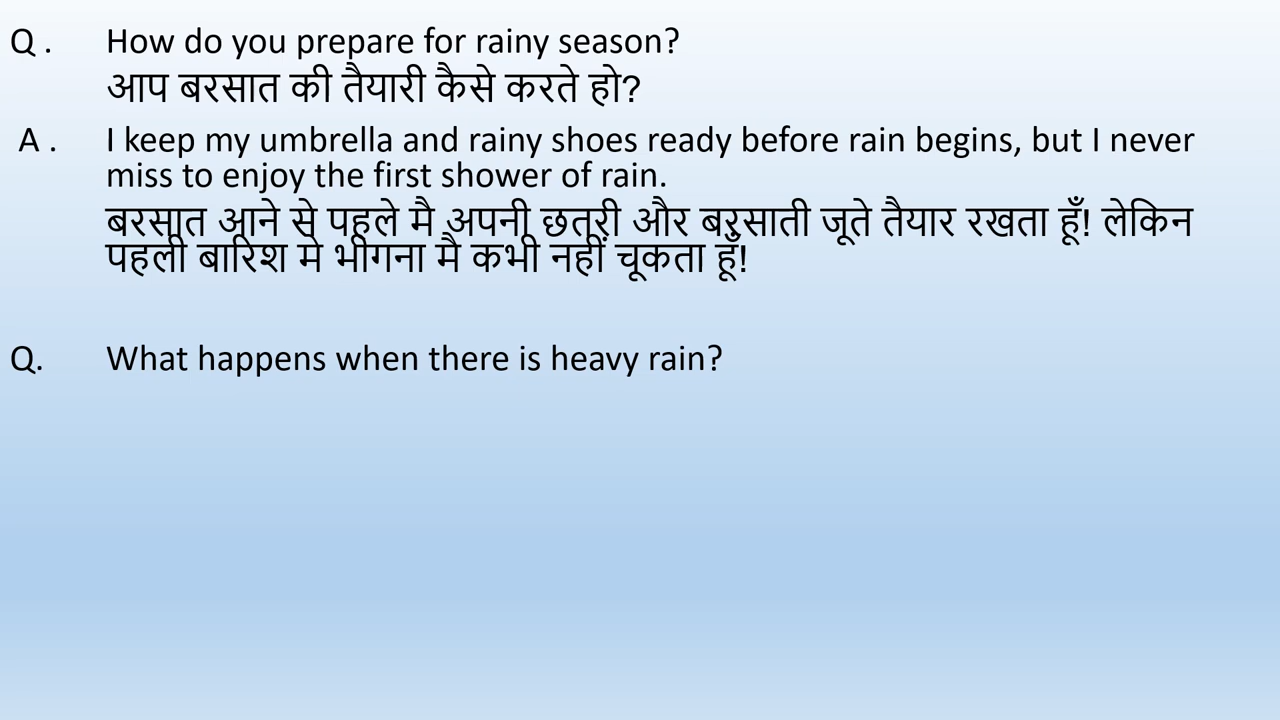 Q . How do you prepare for rainy season?
आप बरसात की तैयारी कैसे करते हो?
A . I keep my umbrella and rainy shoes ready before rain begins, but I never
miss to enjoy the first shower of rain.
बरसात आने से पहले मै अपनी छतरी और बरसाती जूते तैयार रखता हूँ! लेकिन
पहली बारिश मे भीगना मै कभी नहीं चूकता हूँ!
Q. What happens when there is heavy rain?